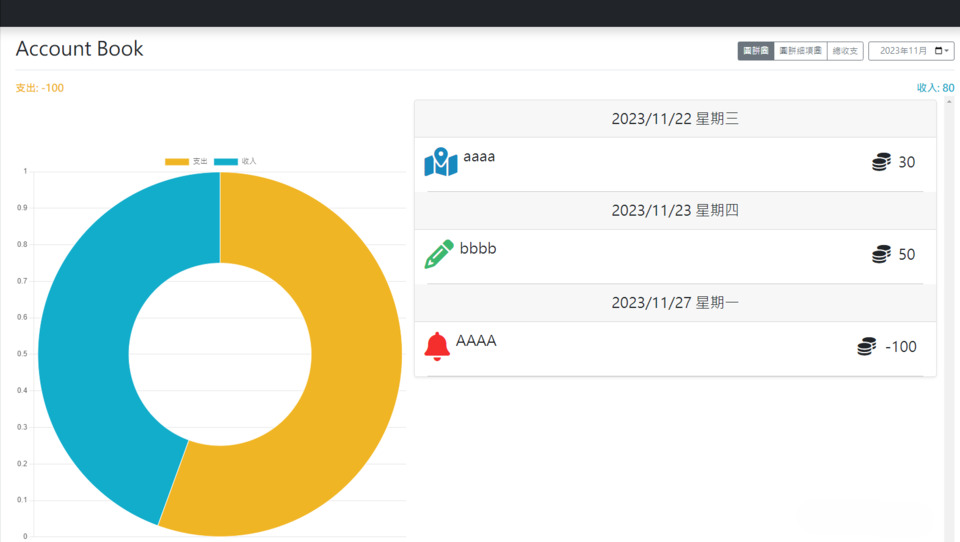 Account Book
圓餅圖 圓餅細項圖 總收支 2023年11月
支出: -100
收入: 80
支出 收入
1
0.9
0.8
0.7
0.6
0.5
0.4
0.3
0.2
0.1
0
2023/11/22 星期三
aaaa 30
2023/11/23 星期四
bbbb 50
2023/11/27 星期一
AAAA -100